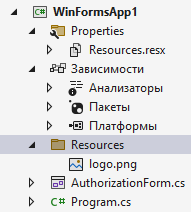 WinFormsApp1
Properties
Resources.resx
Зависимости
Анализаторы
Пакеты
Платформы
Resources
logo.png
AuthorizationForm.cs
C# Program.cs